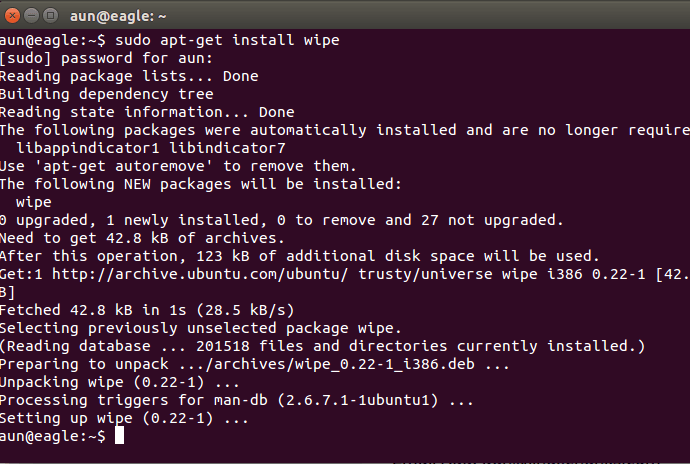 aun@eagle: ~
aun@eagle:~$ sudo apt-get install wipe
[sudo] password for aun:
Reading package lists... Done
Building dependency tree
Reading state information... Done
The following packages were automatically installed and are no longer require
  libappindicator1 libindicator7
Use 'apt-get autoremove' to remove them.
The following NEW packages will be installed:
  wipe
0 upgraded, 1 newly installed, 0 to remove and 27 not upgraded.
Need to get 42.8 kB of archives.
After this operation, 123 kB of additional disk space will be used.
Get:1 http://archive.ubuntu.com/ubuntu/ trusty/universe wipe i386 0.22-1 [42.
B]
Fetched 42.8 kB in 1s (28.5 kB/s)
Selecting previously unselected package wipe.
(Reading database ... 201518 files and directories currently installed.)
Preparing to unpack .../archives/wipe_0.22-1_i386.deb ...
Unpacking wipe (0.22-1) ...
Processing triggers for man-db (2.6.7.1-1ubuntu1) ...
Setting up wipe (0.22-1) ...
aun@eagle:~$